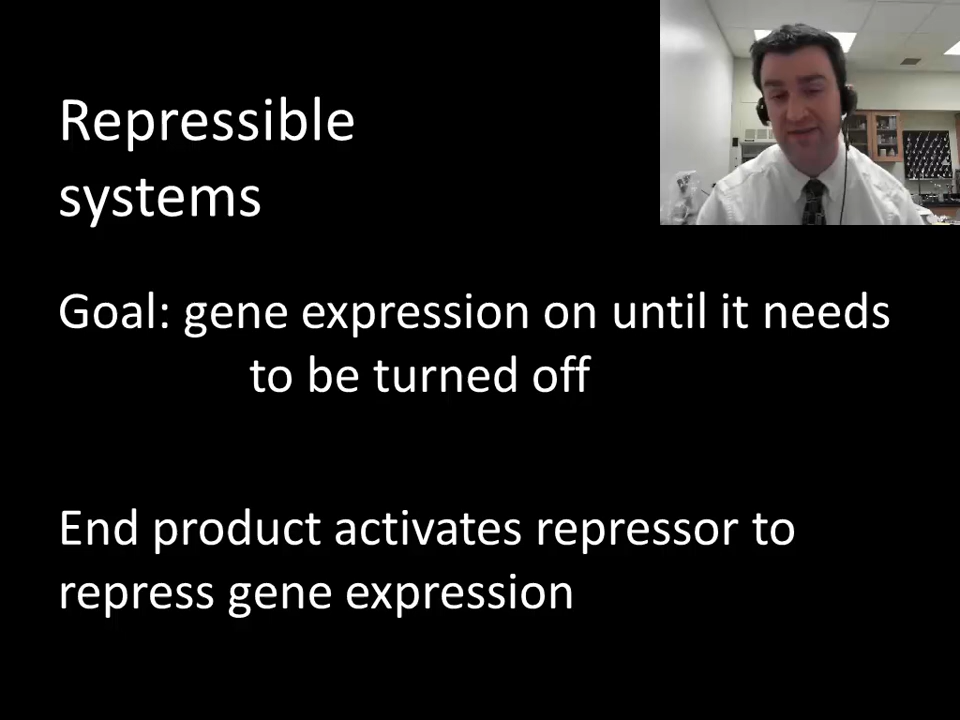 Repressible
systems
Goal: gene expression on until it needs
to be turned off
End product activates repressor to
repress gene expression